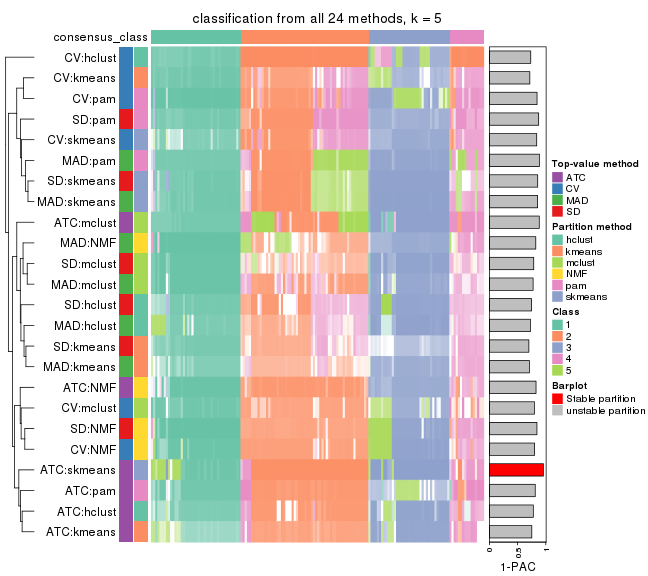 classification from all 24 methods, k = 5
consensus_class
CV:hclust
CV:kmeans
CV:pam
SD:pam
CV:skmeans
MAD:pam
SD:skmeans
MAD:skmeans
ATC:mclust
MAD:NMF
SD:mclust
MAD:mclust
SD:hclust
MAD:hclust
SD:kmeans
MAD:kmeans
ATC:NMF
CV:mclust
SD:NMF
CV:NMF
ATC:skmeans
ATC:pam
ATC:hclust
ATC:kmeans
0
0.5
1
1-PAC
Top-value method
ATC
CV
MAD
SD
Partition method
hclust
kmeans
mclust
NMF
pam
skmeans
Class
1
2
3
4
5
Barplot
Stable partition
unstable partition